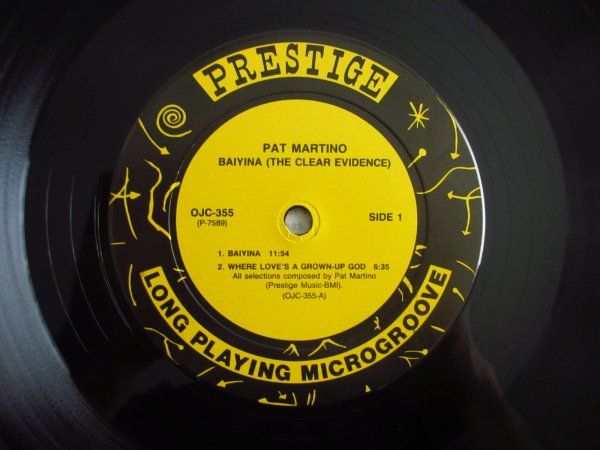 PRESTIGE
PAT MARTINO
BAIYINA (THE CLEAR EVIDENCE)
OJC-355
(P-7589)
SIDE 1
1. BAIYINA 11:54
2. WHERE LOVE'S A GROWN-UP GOD 6:35
All selections composed by Pat Martino
(Prestige Music-BMI).
(OJC-355-A)
LONG PLAYING MICROGROOVE